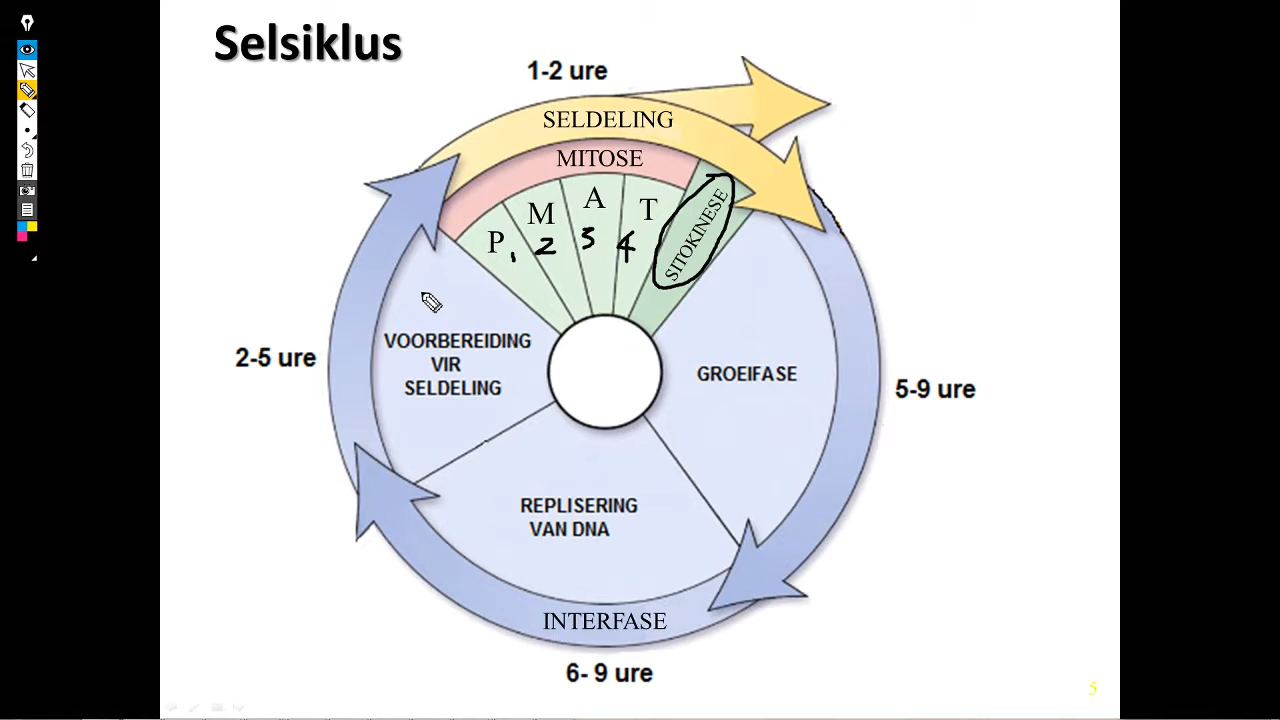 Selsiklus
1-2 ure
SELDELING
MITOSE
P
M
A
T
1
2
3
4
SITOKINESE
VOORBEREIDING
VIR
SELDELING
2-5 ure
GROEIFASE
5-9 ure
REPLISERING
VAN DNA
INTERFASE
6- 9 ure
5